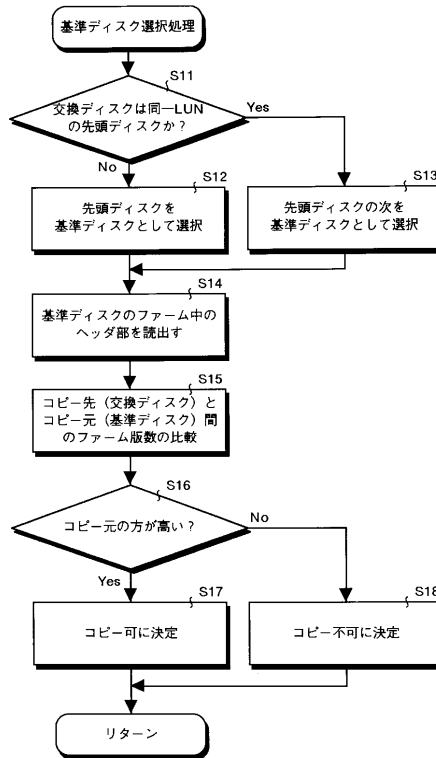 基準ディスク選択処理
S11
交換ディスクは同一LUN
の先頭ディスクか？
Yes
No
S12
S13
先頭ディスクを
基準ディスクとして選択
先頭ディスクの次を
基準ディスクとして選択
S14
基準ディスクのファーム中の
ヘッダ部を読出す
S15
コピー先（交換ディスク）と
コピー元（基準ディスク）間
のファーム版数の比較
S16
コピー元の方が高い？
No
Yes
S17
S18
コピー可に決定
コピー不可に決定
リターン